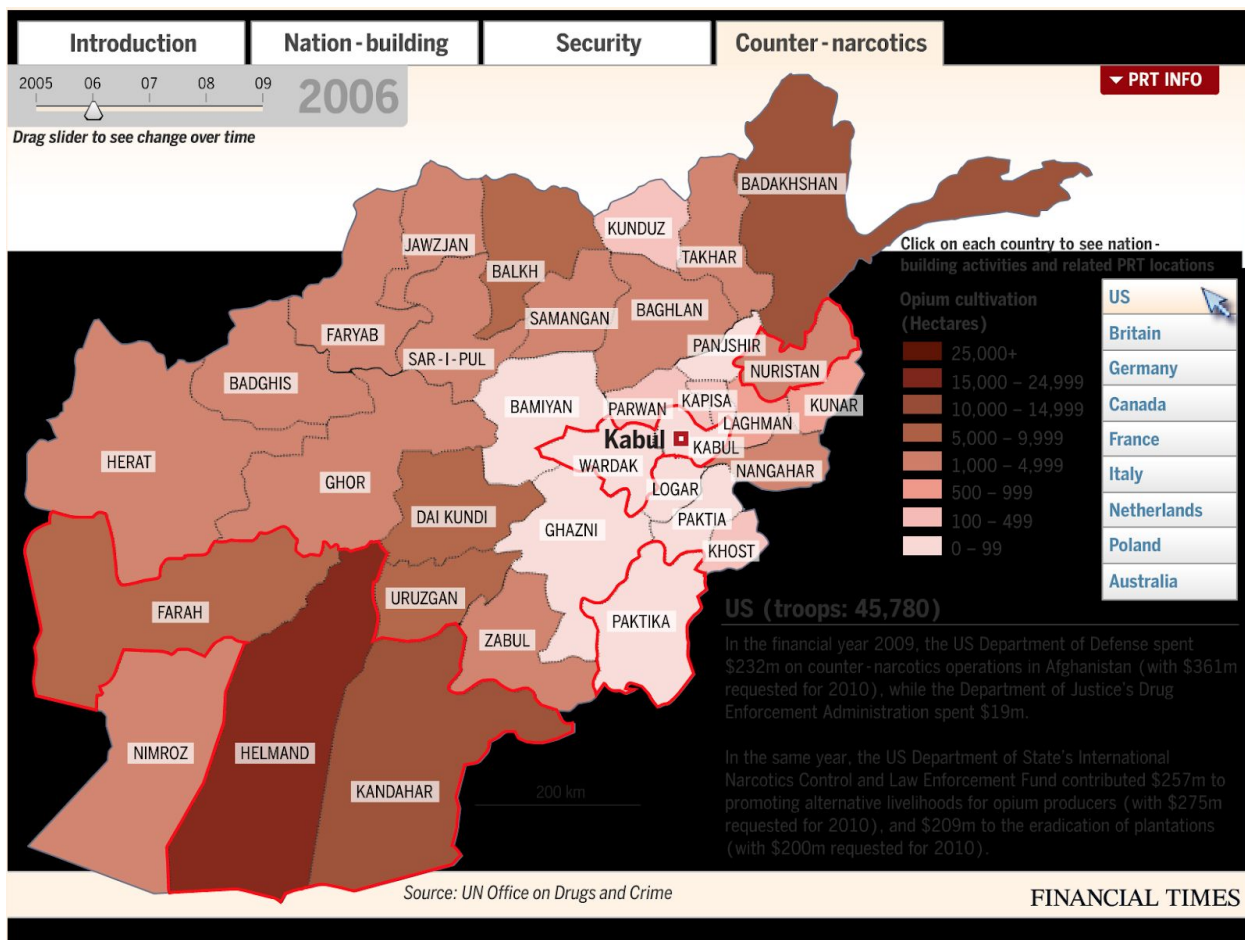 Introduction
Nation-building
Security
Counter-narcotics
2005 06 07 08 09
2006
Drag slider to see change over time
PRT INFO
BADAKHSHAN
KUNDUZ
JAWZJAN
TAKHAR
BALKH
BAGHLAN
SAMANGAN
FARYAB
PANJSHIR
SAR-I-PUL
NURISTAN
BADGHIS
KAPISA
KUNAR
BAMIYAN
PARWAN
LAGHMAN
Kabul
KABUL
HERAT
WARDAK
NANGAHAR
GHOR
LOGAR
DAI KUNDI
PAKTIA
GHAZNI
KHOST
URUZGAN
FARAH
PAKTIKA
ZABUL
NIMROZ
HELMAND
KANDAHAR
200 km
Click on each country to see nation-
building activities and related PRT locations
Opium cultivation
(Hectares)
25,000+
15,000 – 24,999
10,000 – 14,999
5,000 – 9,999
1,000 – 4,999
500 – 999
100 – 499
0 – 99
US
Britain
Germany
Canada
France
Italy
Netherlands
Poland
Australia
US (troops: 45,780)
In the financial year 2009, the US Department of Defense spent
$232m on counter-narcotics operations in Afghanistan (with $361m
requested for 2010), while the Department of Justice's Drug
Enforcement Administration spent $19m.
In the same year, the US Department of State's International
Narcotics Control and Law Enforcement Fund contributed $257m to
promoting alternative livelihoods for opium producers (with $275m
requested for 2010), and $209m to the eradication of plantations
(with $200m requested for 2010).
Source: UN Office on Drugs and Crime
FINANCIAL TIMES